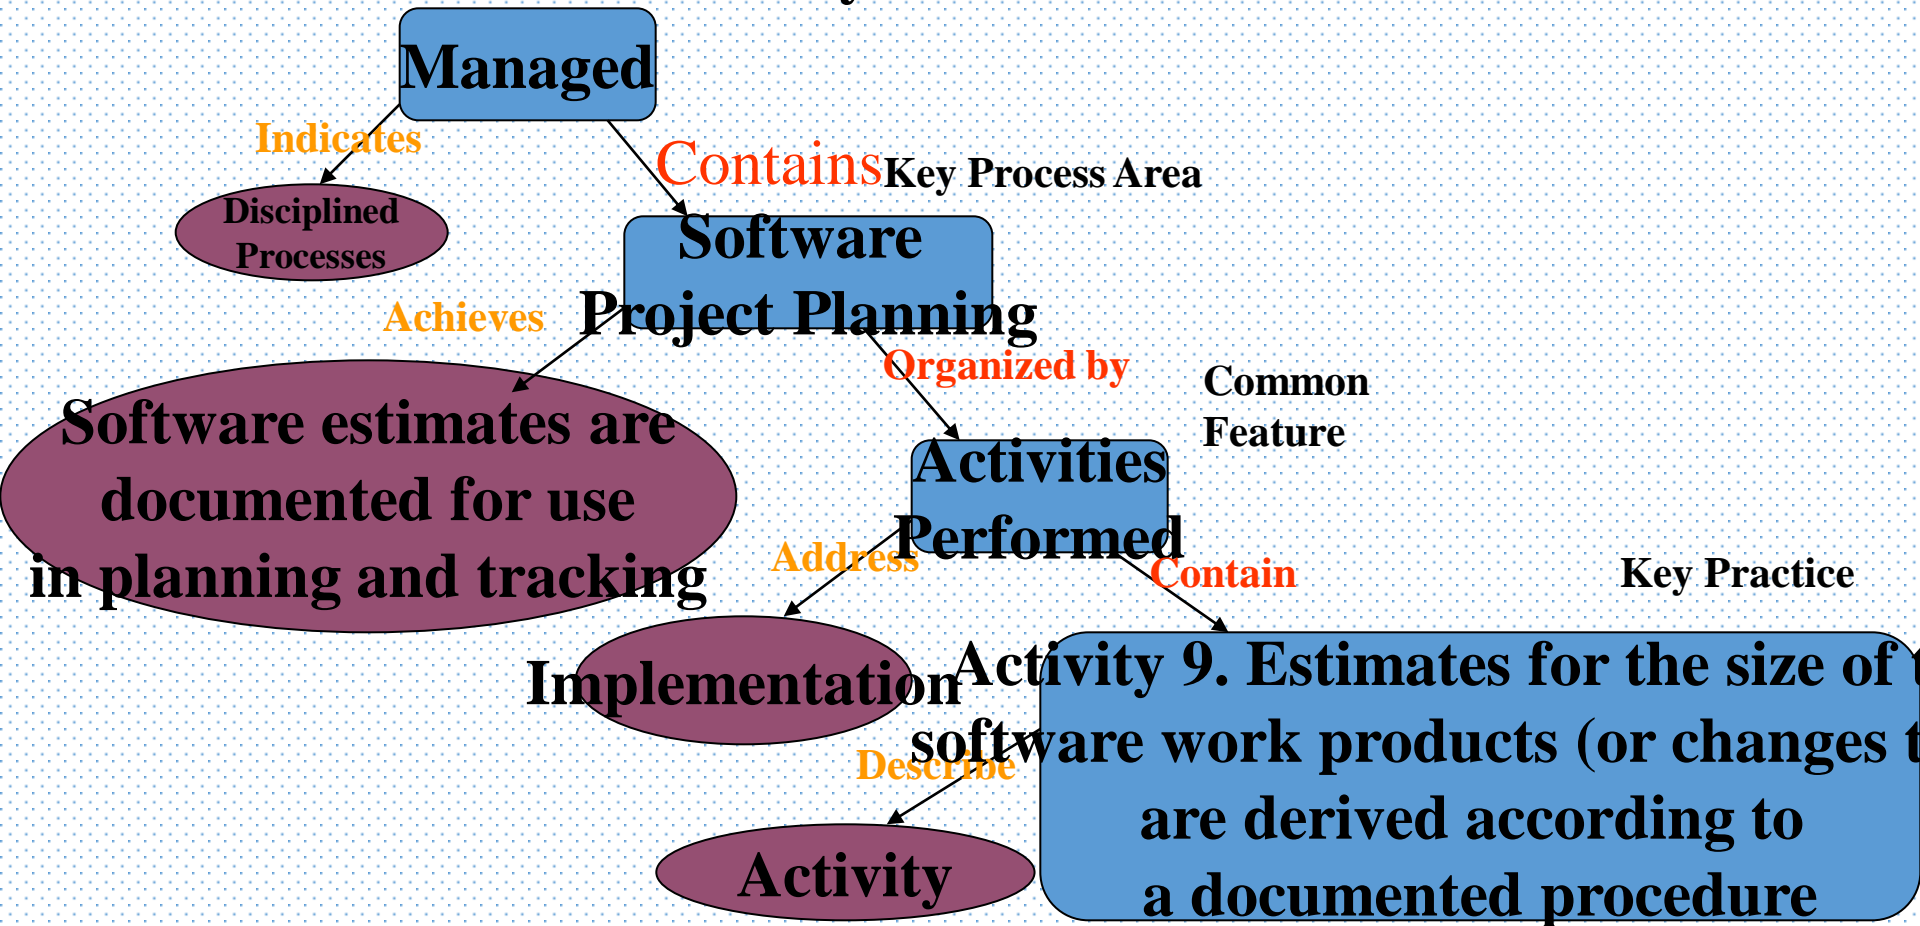 Managed
Indicates
Contains
Key Process Area
Disciplined
Processes
Software
Project Planning
Achieves
Organized by
Common
Feature
Software estimates are
documented for use
in planning and tracking
Activities
Performed
Address
Contain
Key Practice
Implementation
Activity 9. Estimates for the size of
software work products (or changes
are derived according to
a documented procedure
Describe
Activity